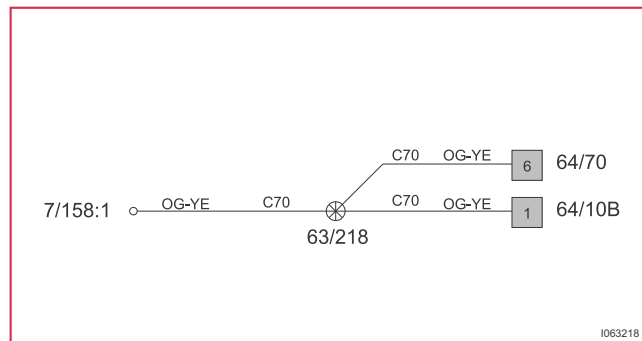 C70 OG-YE 6 64/70
7/158:1 OG-YE C70 C70 OG-YE 1 64/10B
63/218
I063218